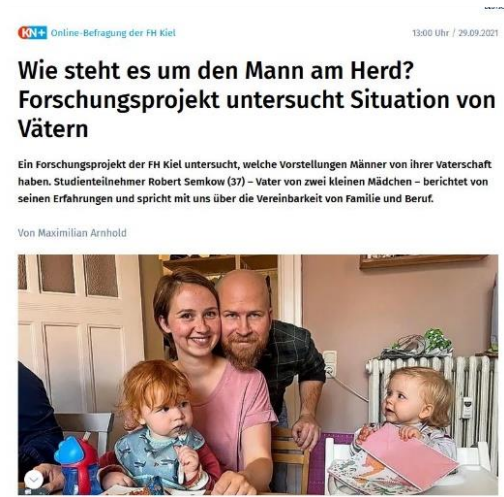 KN+ Online-Befragung der FH Kiel
13:00 Uhr / 29.09.2021
Wie steht es um den Mann am Herd?
Forschungsprojekt untersucht Situation von
Vätern
Ein Forschungsprojekt der FH Kiel untersucht, welche Vorstellungen Männer von ihrer Vaterschaft
haben. Studienteilnehmer Robert Semkow (37) – Vater von zwei kleinen Mädchen – berichtet von
seinen Erfahrungen und spricht mit uns über die Vereinbarkeit von Familie und Beruf.
Von Maximilian Arnhold